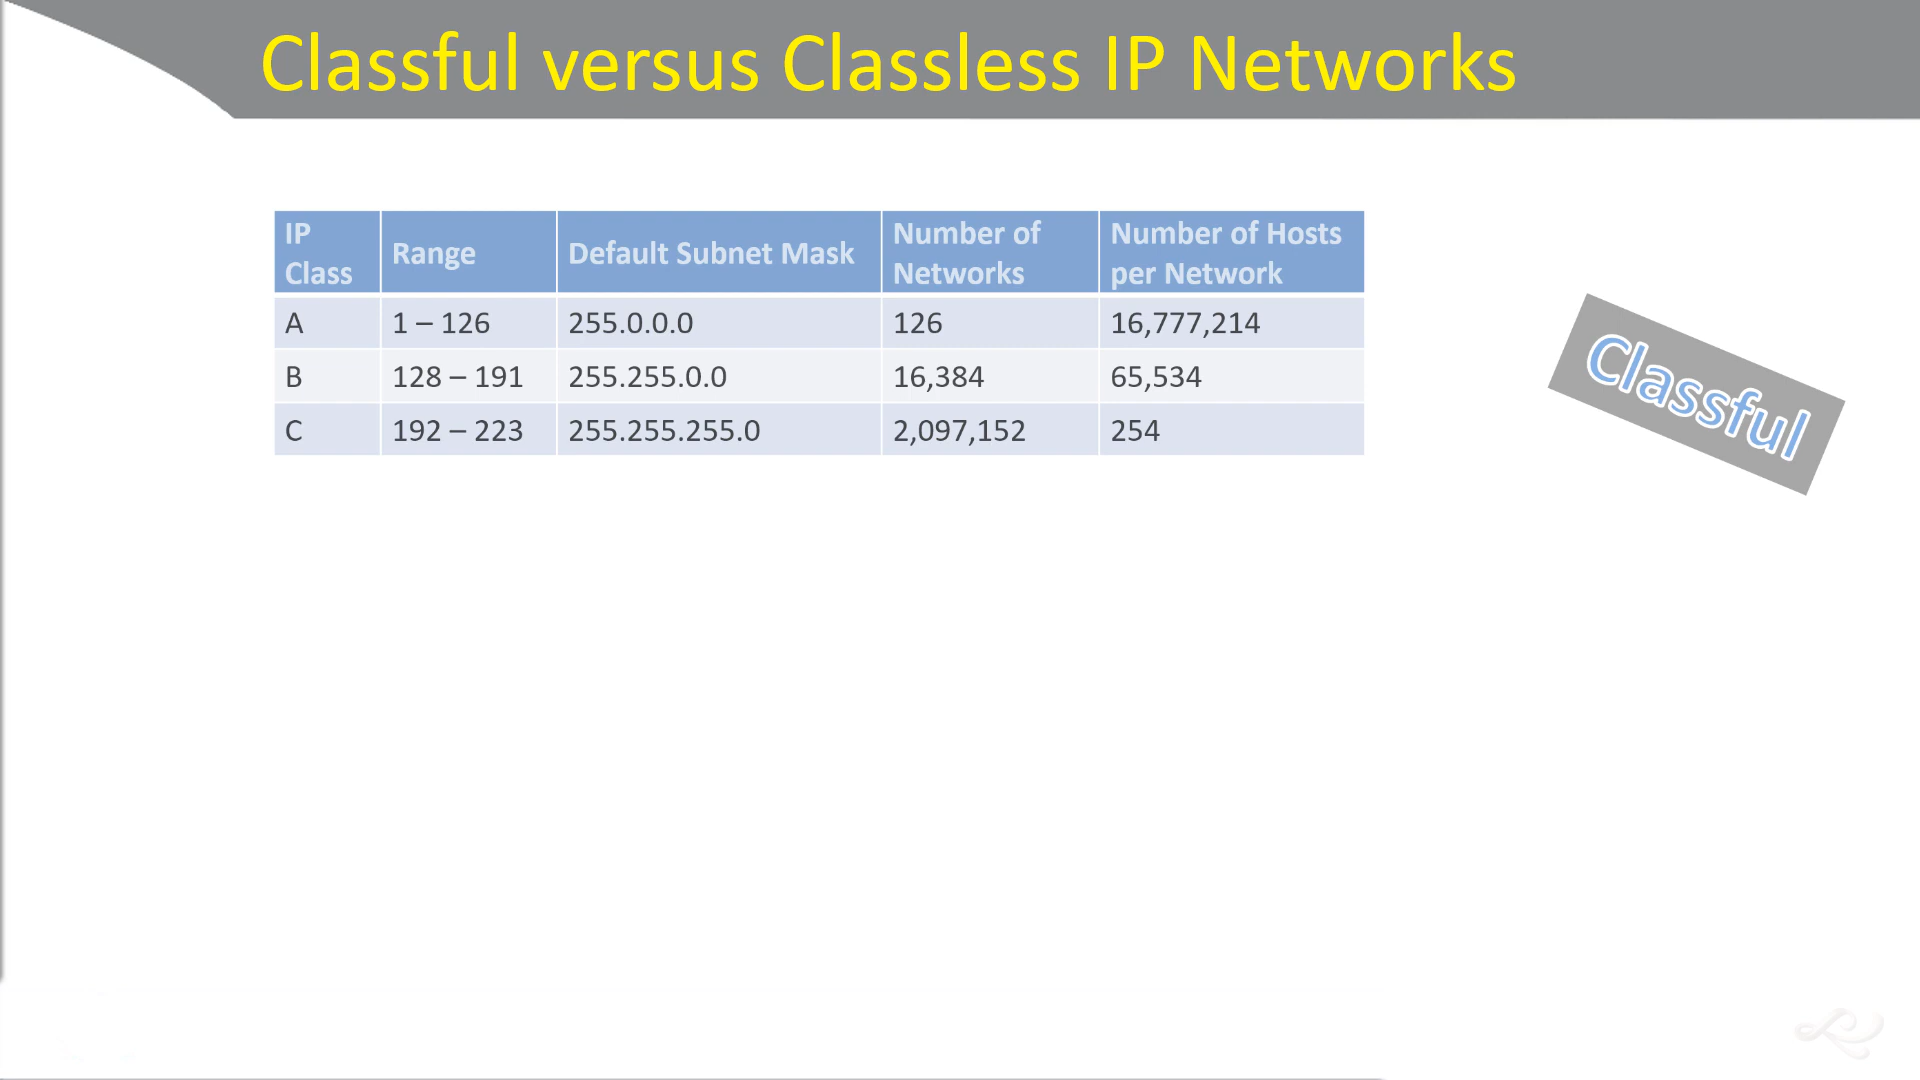 Classful versus Classless IP Networks
IP Class Range Default Subnet Mask Number of Networks Number of Hosts per Network
A 1 – 126 255.0.0.0 126 16,777,214
B 128 – 191 255.255.0.0 16,384 65,534
C 192 – 223 255.255.255.0 2,097,152 254
Classful